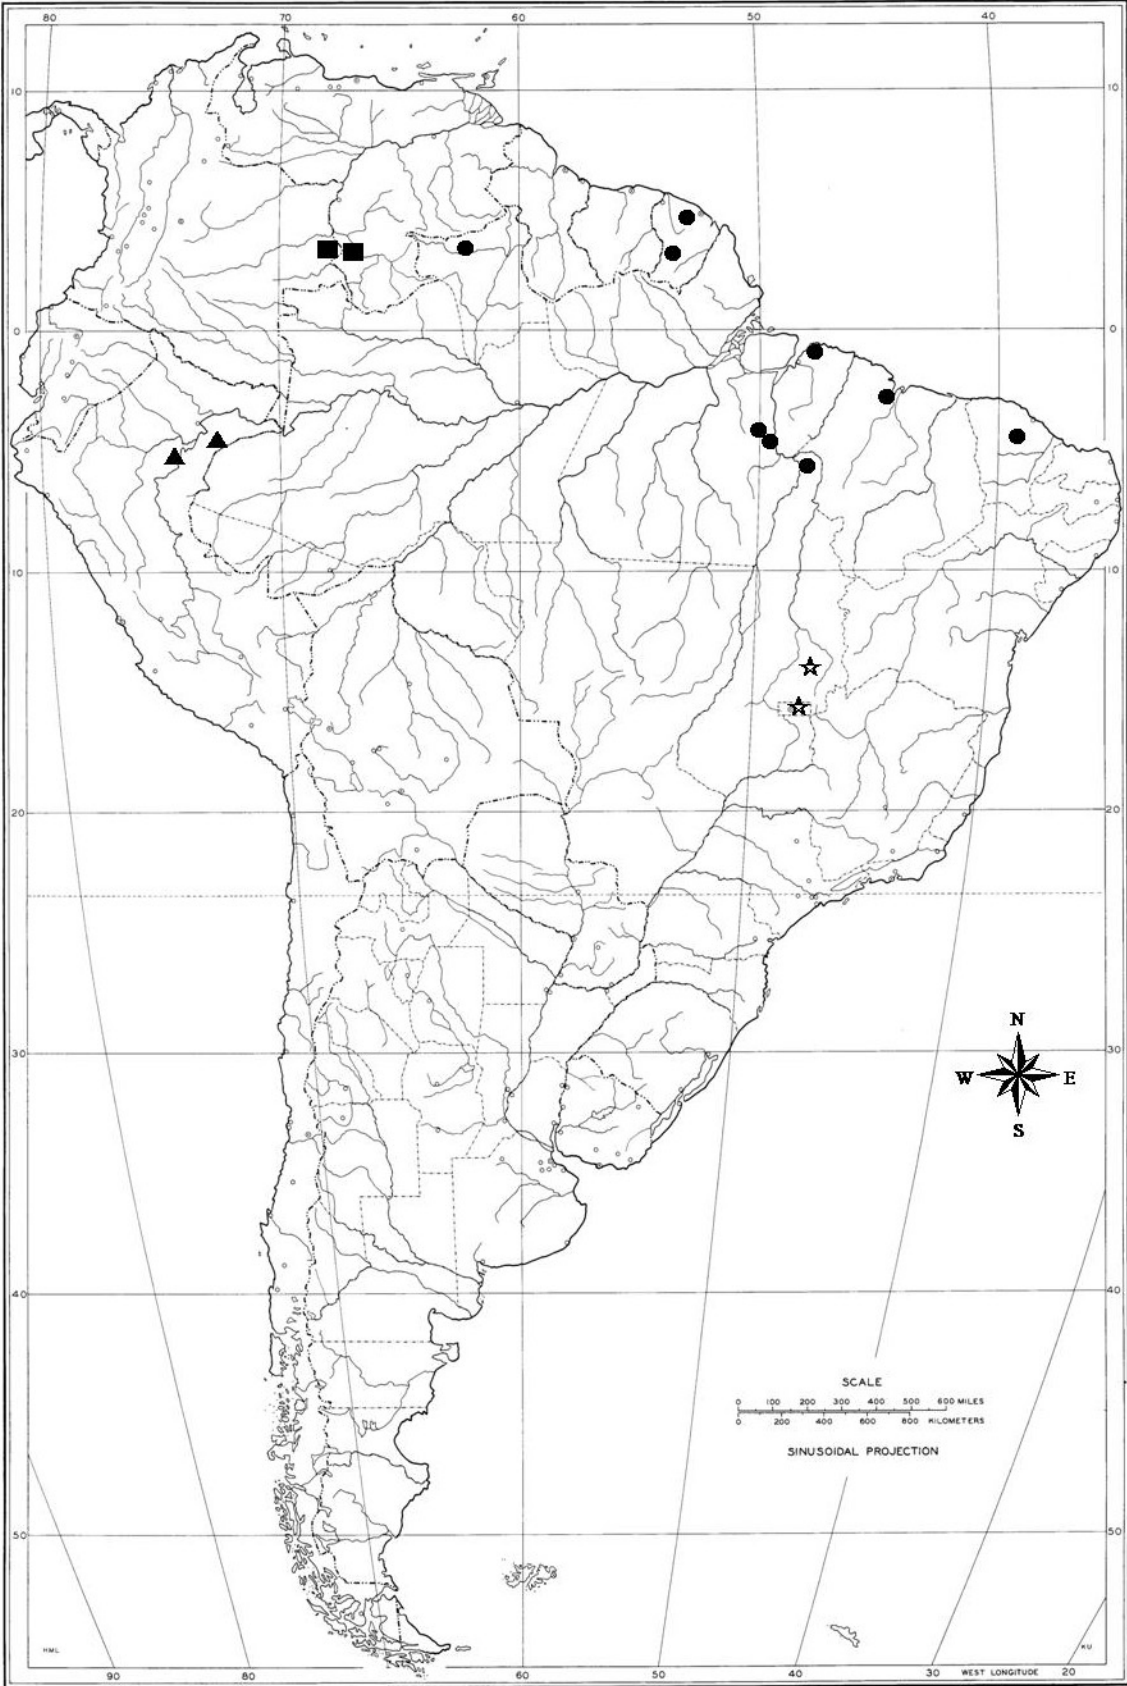 80 70 60 50 40
10 10
0 0
10 10
20 20
N
30 30
W E
S
40 40
SCALE
0 100 200 300 400 500 600 MILES
0 200 400 600 800 KILOMETERS
SINUSOIDAL PROJECTION
50 50
HML KU
90 80 60 50 40 30 WEST LONGITUDE 20